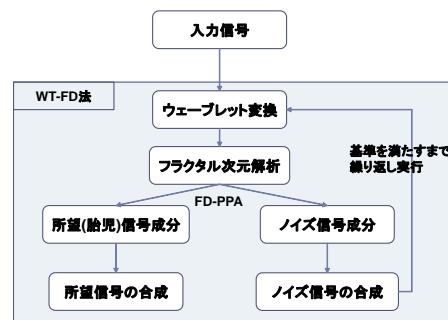 入力信号
WT-FD法
ウェーブレット変換
フラクタル次元解析
基準を満たすまで
繰り返し実行
FD-PPA
所望(胎児)信号成分
ノイズ信号成分
所望信号の合成
ノイズ信号の合成